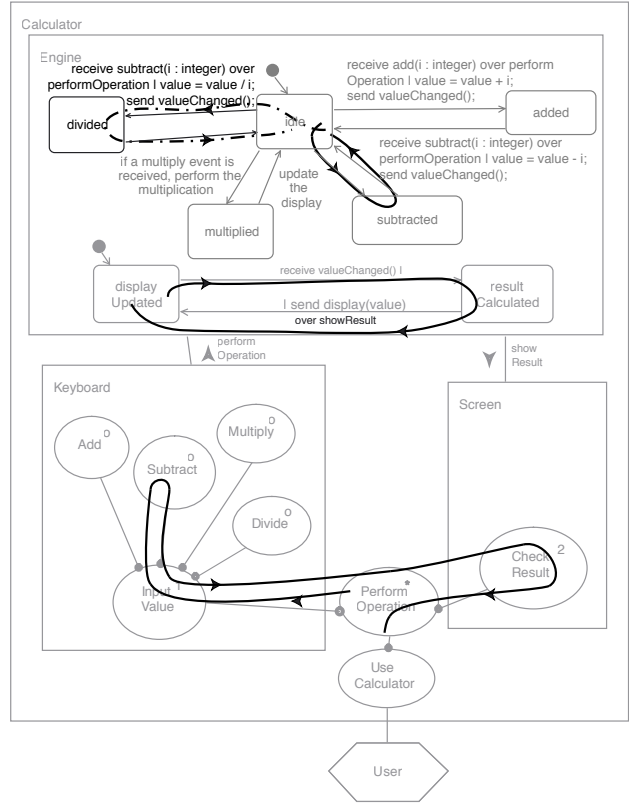 Calculator
Engine
receive subtract(i : integer) over
performOperation | value = value / i;
send valueChanged();
receive add(i : integer) over perform
Operation | value = value + i;
send valueChanged();
divided
idle
added
receive subtract(i : integer) over
performOperation | value = value - i;
send valueChanged();
if a multiply event is
received, perform the
multiplication
update
the
display
multiplied
subtracted
display
Updated
receive valueChanged() |
| send display(value)
over showResult
result
Calculated
perform
Operation
show
Result
Keyboard
Screen
Add o
Subtract o
Multiply o
Divide o
Input
Value
1
Perform *
Operation
Check 2
Result
Use
Calculator
User